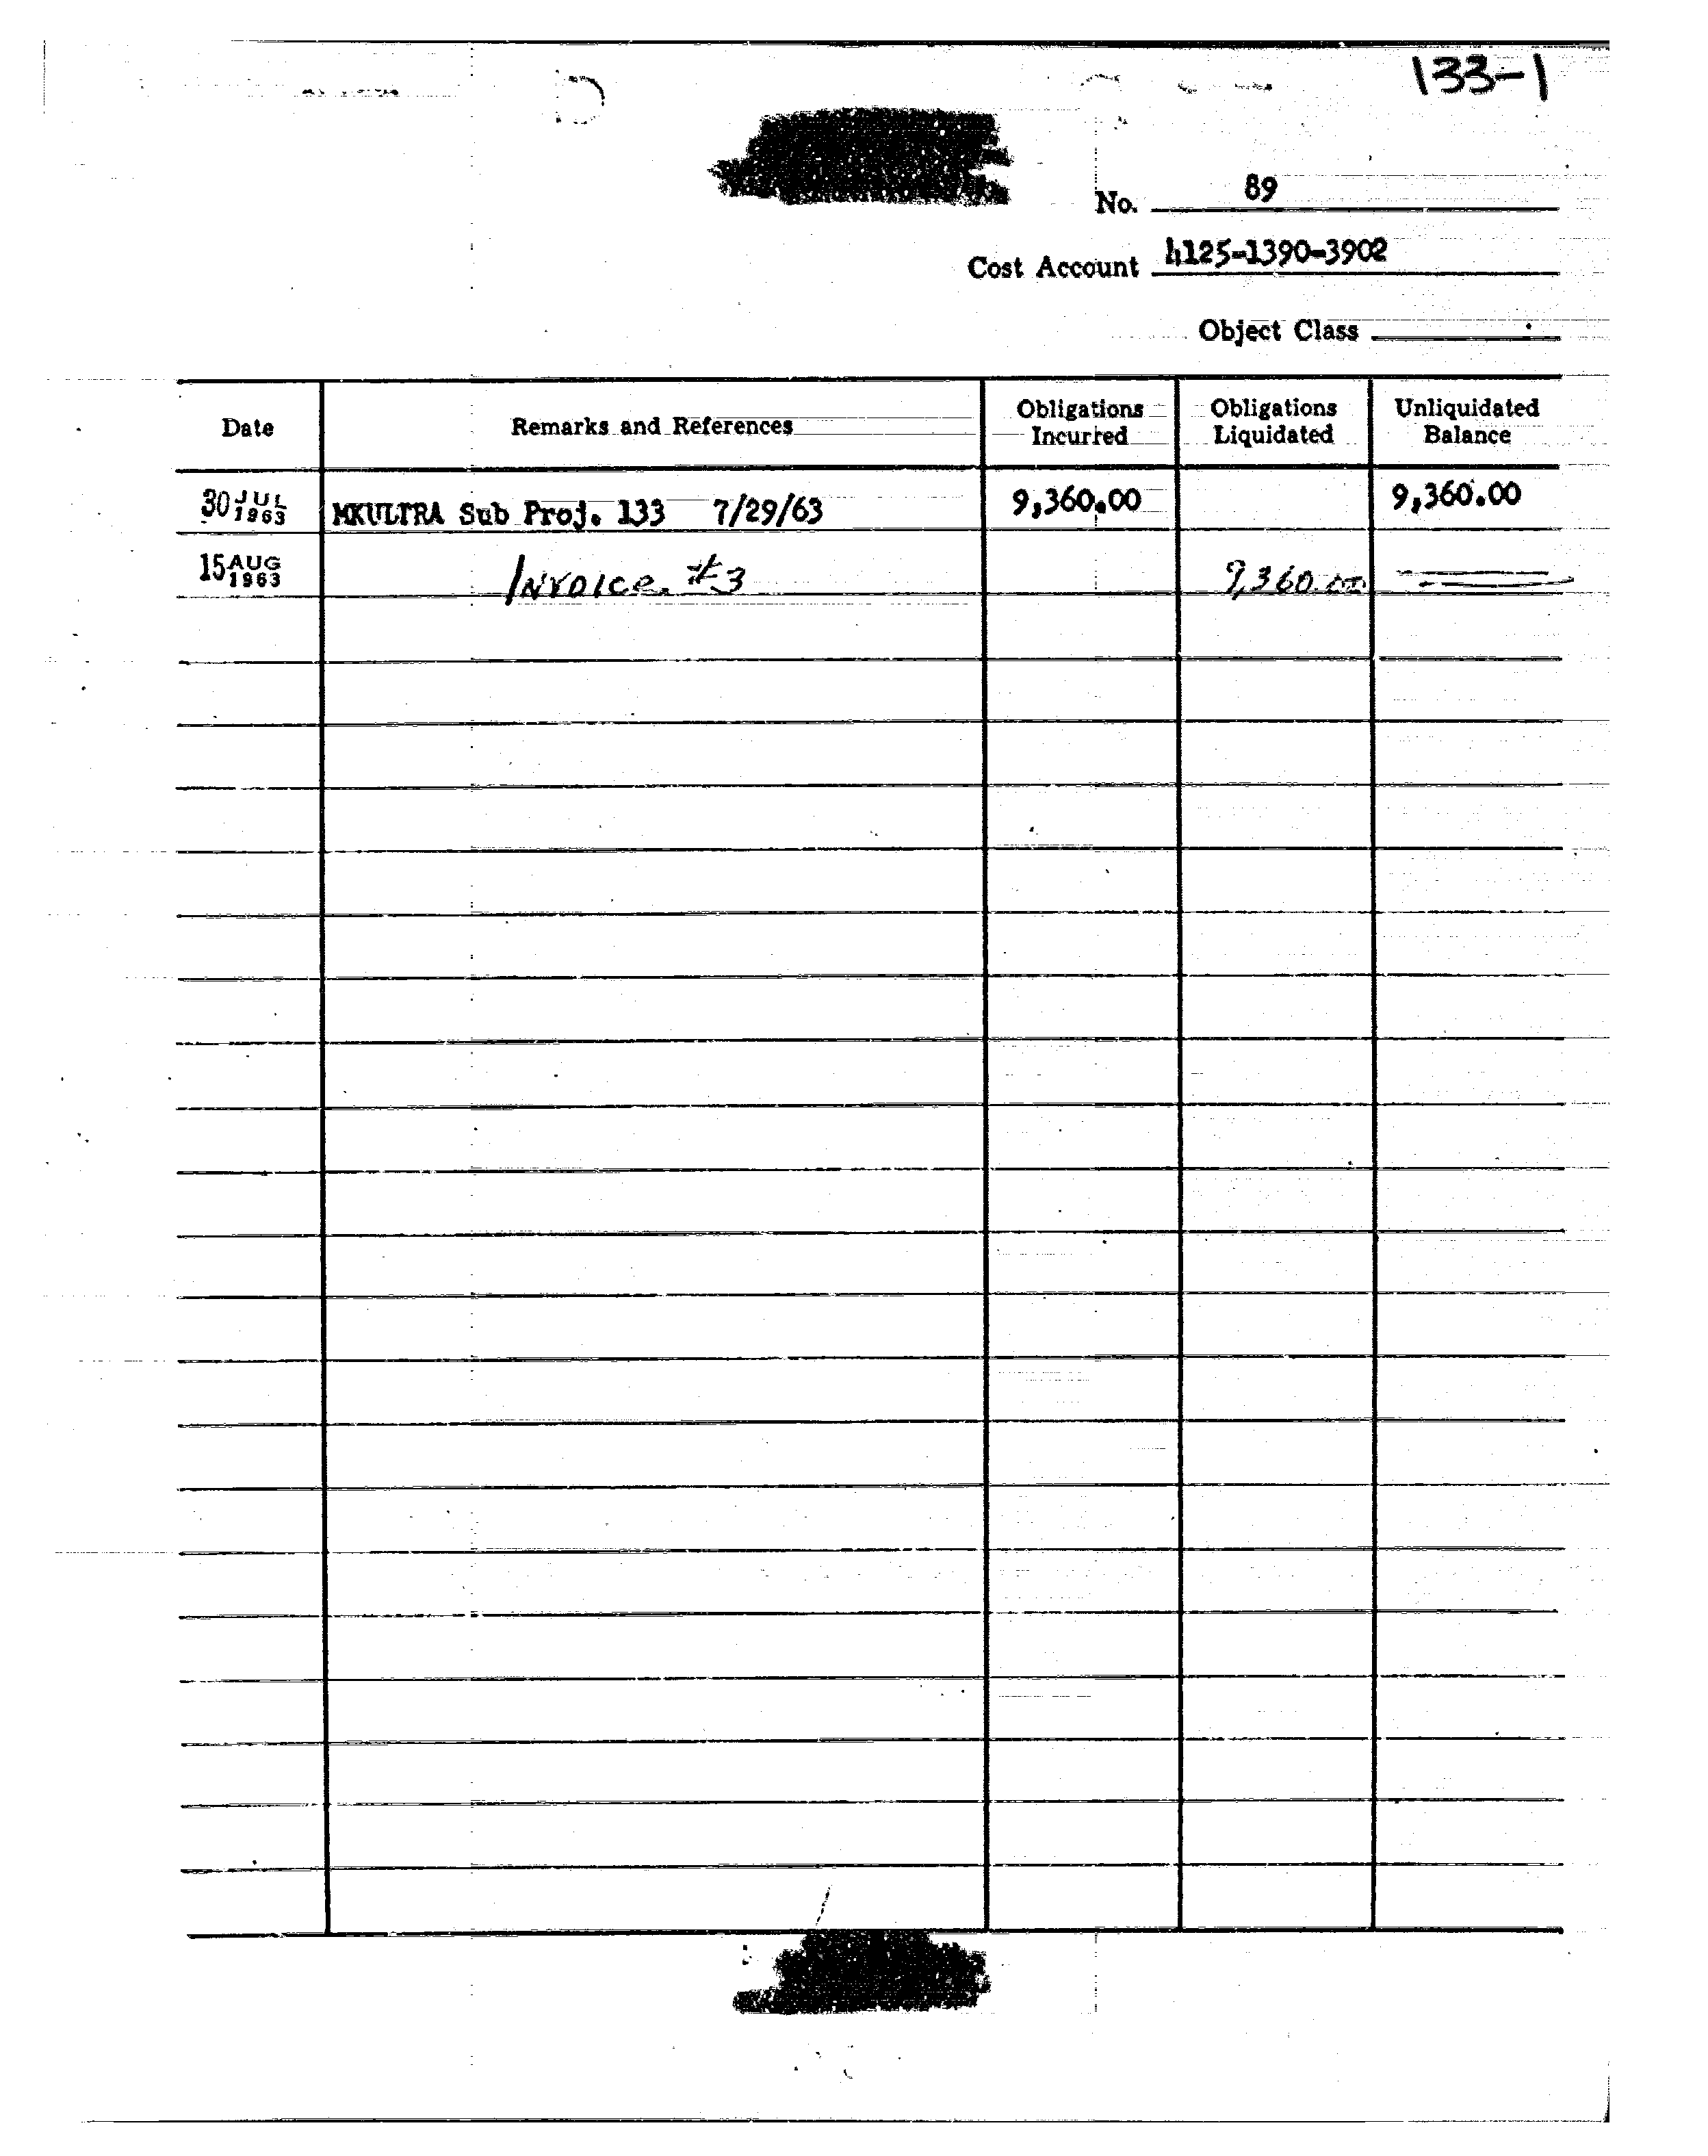 133-1
No. 89
Cost Account 4125-1390-3902
Object Class
Date Remarks and References Obligations Incurred Obligations Liquidated Unliquidated Balance
30 JUL 1963 MKULTRA Sub Proj. 133 7/29/63 9,360.00 9,360.00
15 AUG 1963 Invoice #3 9,360.00